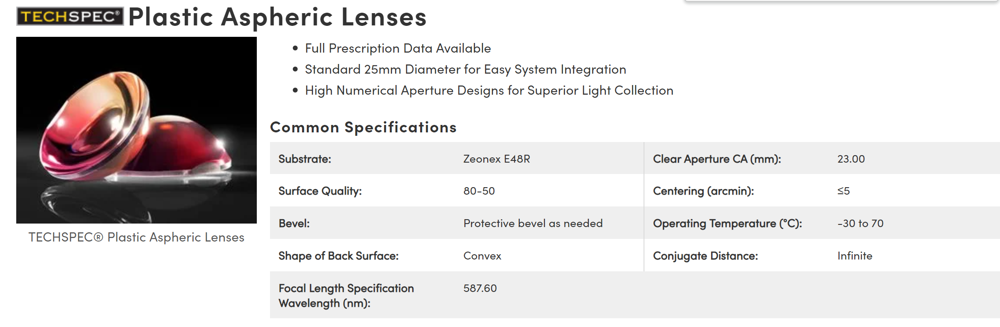 TECHSPEC® Plastic Aspheric Lenses
Full Prescription Data Available
Standard 25mm Diameter for Easy System Integration
High Numerical Aperture Designs for Superior Light Collection
TECHSPEC® Plastic Aspheric Lenses
Common Specifications
Substrate: Zeonex E48R Clear Aperture CA (mm): 23.00
Surface Quality: 80-50 Centering (arcmin): ≤5
Bevel: Protective bevel as needed Operating Temperature (°C): -30 to 70
Shape of Back Surface: Convex Conjugate Distance: Infinite
Focal Length Specification 587.60
Wavelength (nm):